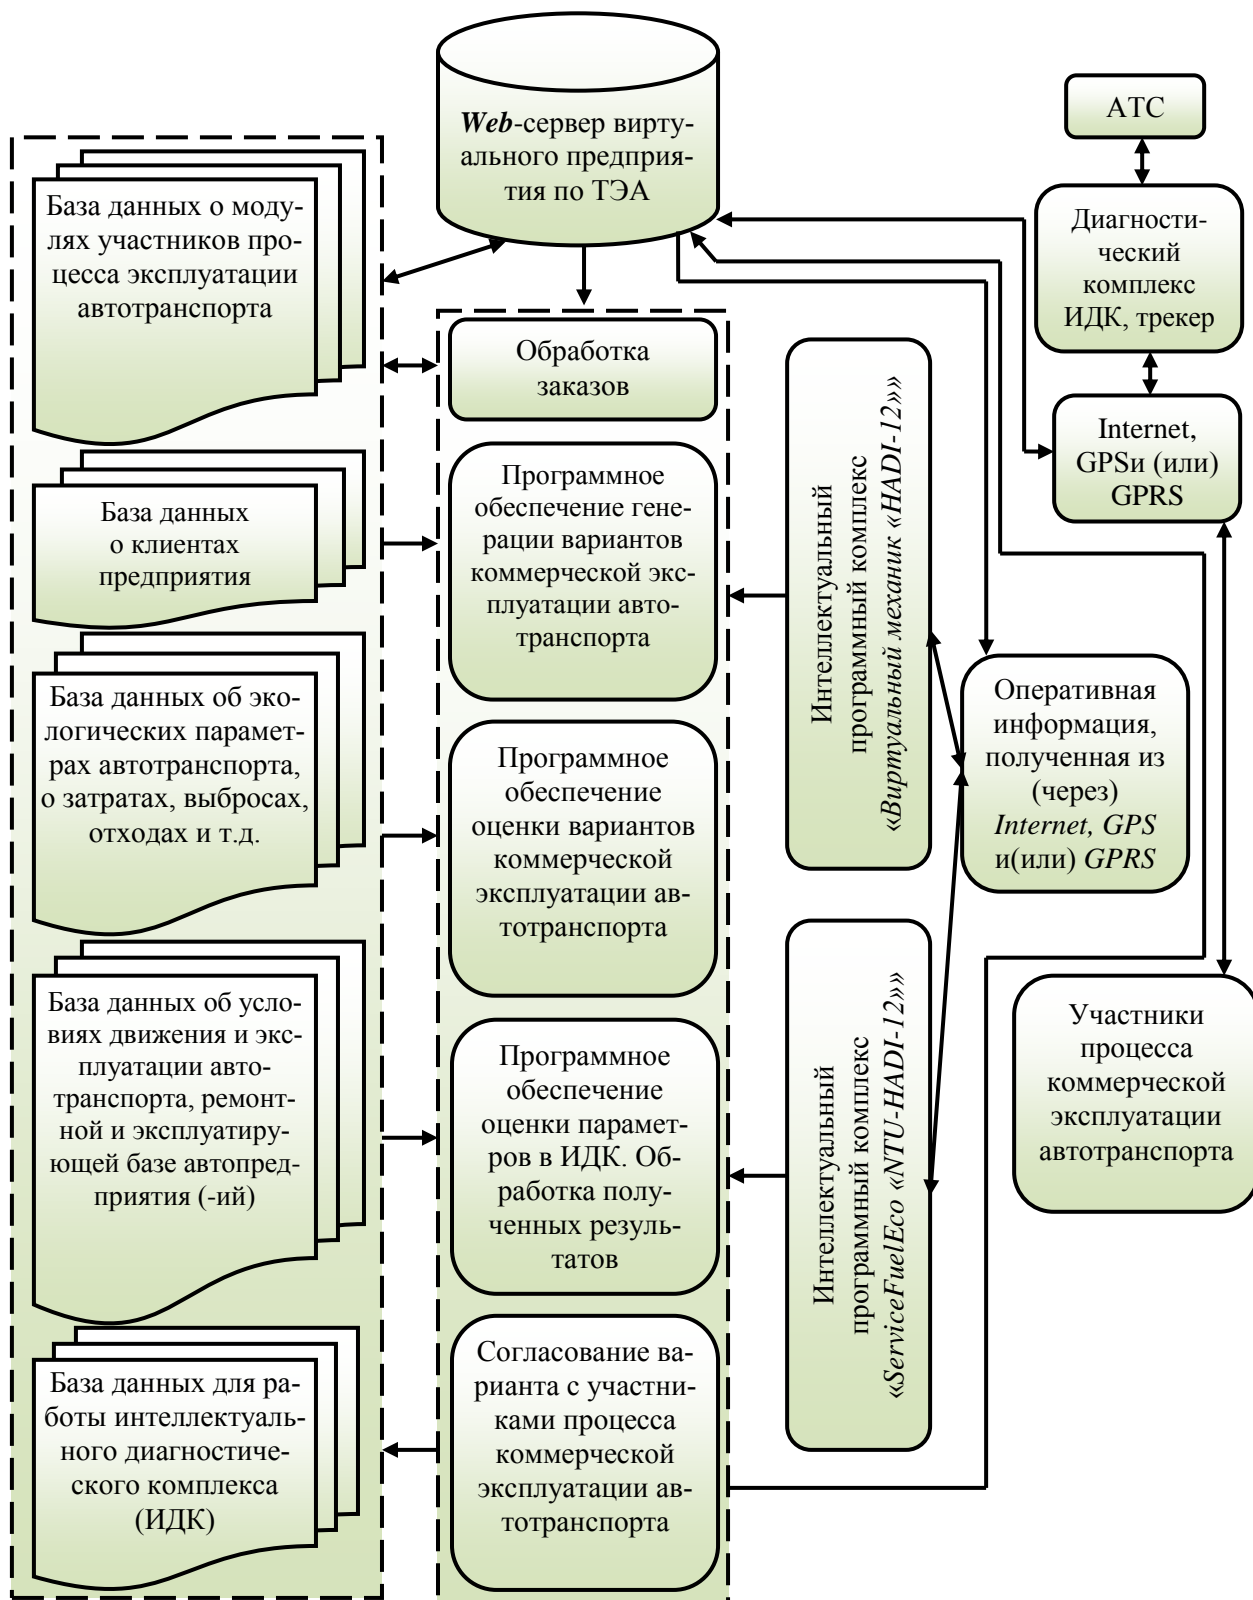 Web-сервер вирту-
ального предприя-
тия по ТЭА
АТС
Диагности-
ческий
комплекс
ИДК, трекер
Internet,
GPSи (или)
GPRS
База данных о моду-
лях участников про-
цесса эксплуатации
автотранспорта
База данных
о клиентах
предприятия
База данных об эко-
логических парамет-
рах автотранспорта,
о затратах, выбросах,
отходах и т.д.
База данных об усло-
виях движения и экс-
плуатации авто-
транспорта, ремонт-
ной и эксплуатирую-
ющей базе автопред-
приятия (-ий)
База данных для ра-
боты интеллектуаль-
ного диагностиче-
ского комплекса
(ИДК)
Обработка
заказов
Программное
обеспечение гене-
рации вариантов
коммерческой экс-
плуатации авто-
транспорта
Программное
обеспечение
оценки вариантов
коммерческой
эксплуатации ав-
тотранспорта
Программное
обеспечение
оценки парамет-
ров в ИДК. Об-
работка полу-
ченных резуль-
татов
Согласование ва-
рианта с участни-
ками процесса
коммерческой
эксплуатации ав-
тотранспорта
Интеллектуальный
программный комплекс
«Виртуальный механик «HADI-12»»
Интеллектуальный
программный комплекс
«ServiceFuelEco «NTU-HADI-12»»
Оперативная
информация,
полученная из
(через)
Internet, GPS
и(или) GPRS
Участники
процесса
коммерческой
эксплуатации
автотранспорта